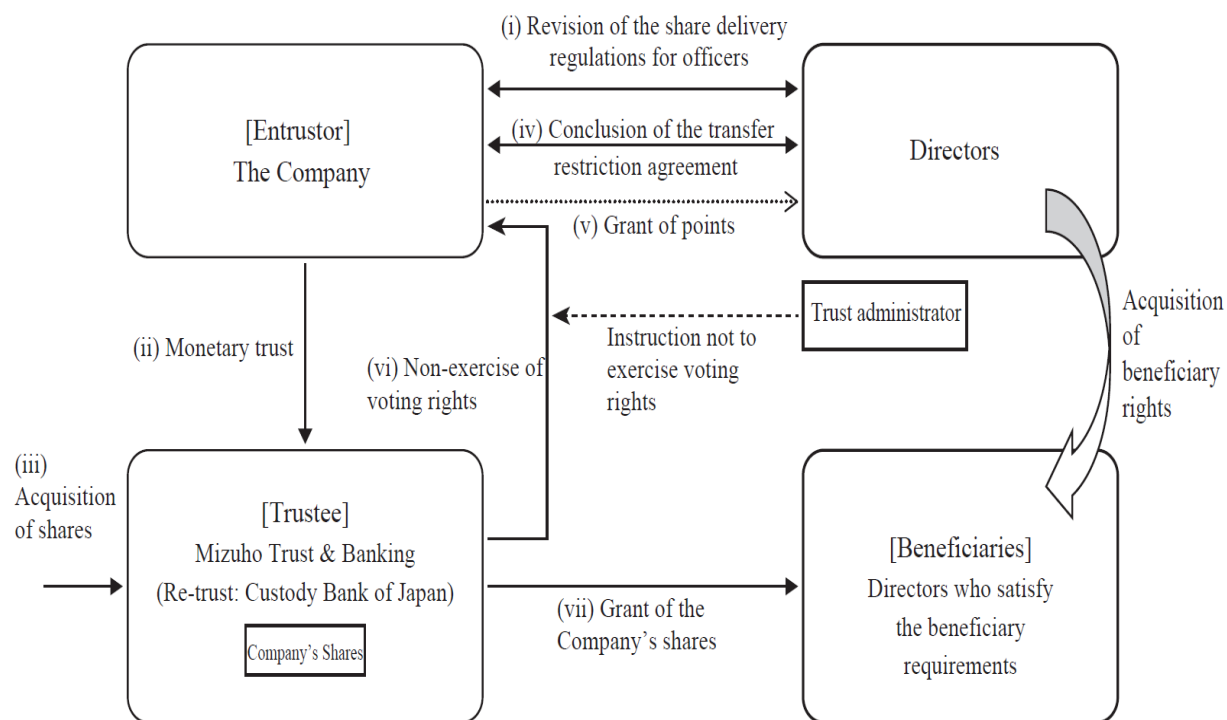 (i) Revision of the share delivery
regulations for officers
[Entrustor]
The Company
(iv) Conclusion of the transfer
restriction agreement
Directors
(v) Grant of points
Trust administrator
Instruction not to
exercise voting
rights
Acquisition
of
beneficiary
rights
(ii) Monetary trust
(vi) Non-exercise of
voting rights
(iii)
Acquisition
of shares
[Trustee]
Mizuho Trust & Banking
(Re-trust: Custody Bank of Japan)
Company’s Shares
(vii) Grant of the
Company’s shares
[Beneficiaries]
Directors who satisfy
the beneficiary
requirements